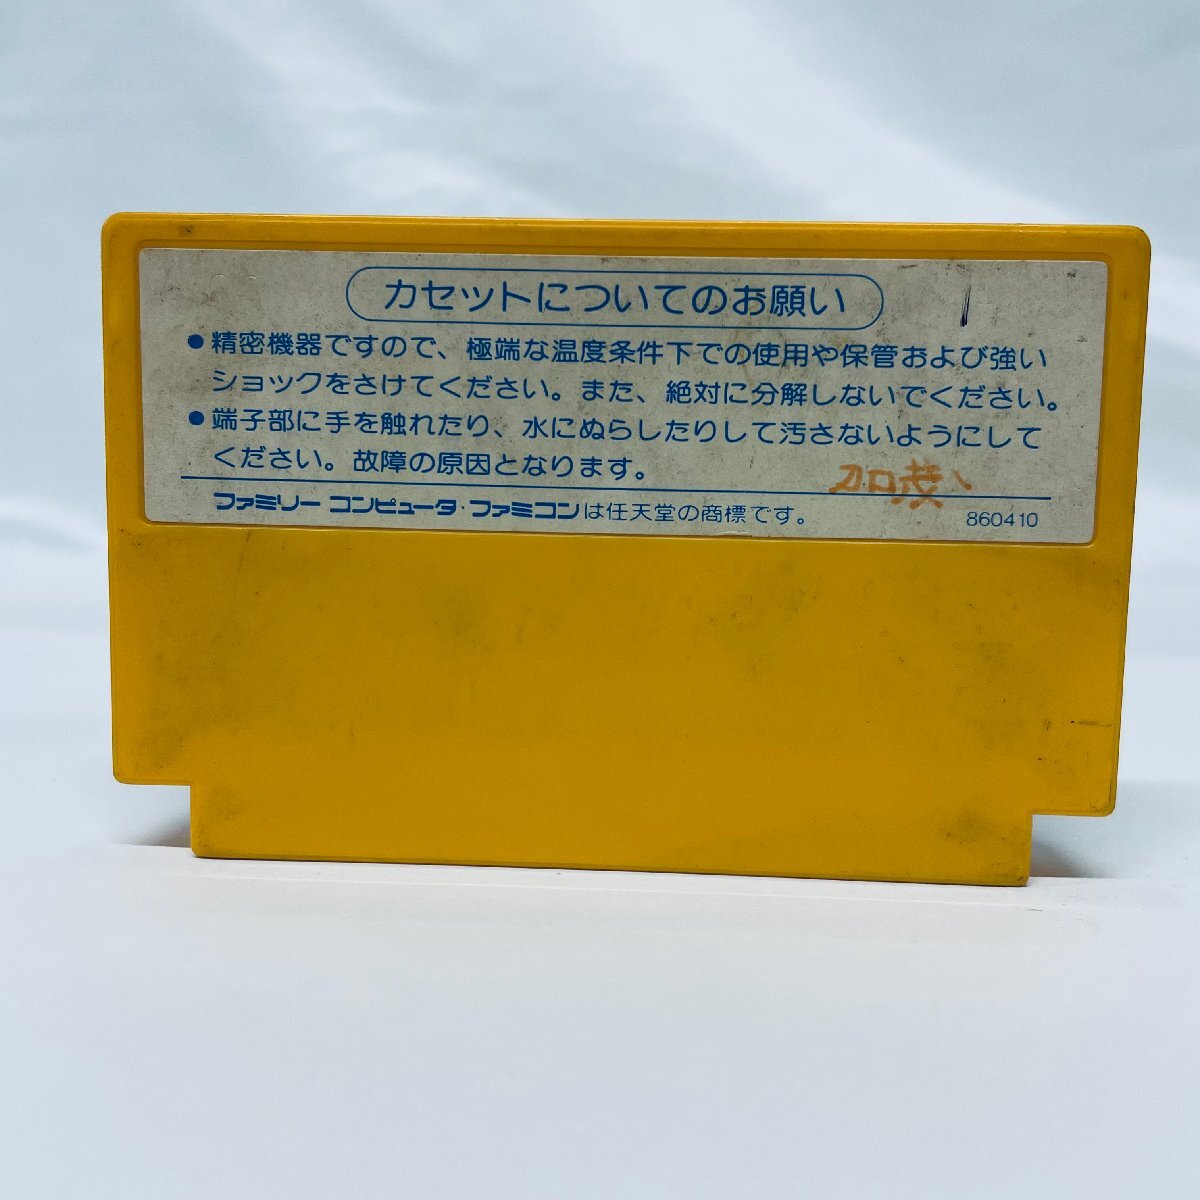 カセットについてのお願い
●精密機器ですので、極端な温度条件下での使用や保管および強い
ショックをさけてください。また、絶対に分解しないでください。
●端子部に手を触れたり、水にぬらしたりして汚さないようにして
ください。故障の原因となります。
ファミリーコンピュータ・ファミコンは任天堂の商標です。
860410